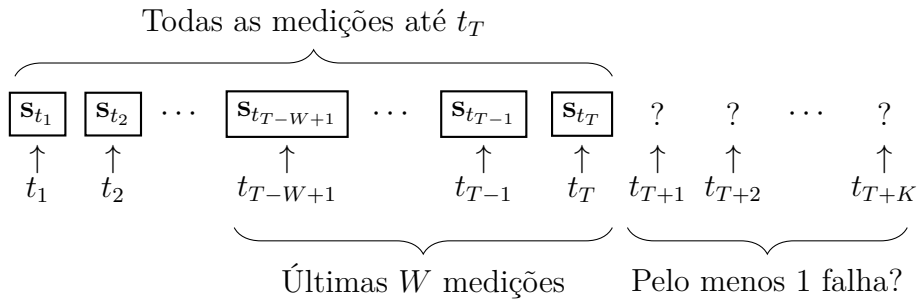 Todas as medições até t_T
s_{t_1} s_{t_2} ⋯ s_{t_{T−W+1}} ⋯ s_{t_{T−1}} s_{t_T} ? ? ⋯ ?
t_1 t_2 t_{T−W+1} t_{T−1} t_T t_{T+1} t_{T+2} t_{T+K}
Últimas W medições Pelo menos 1 falha?